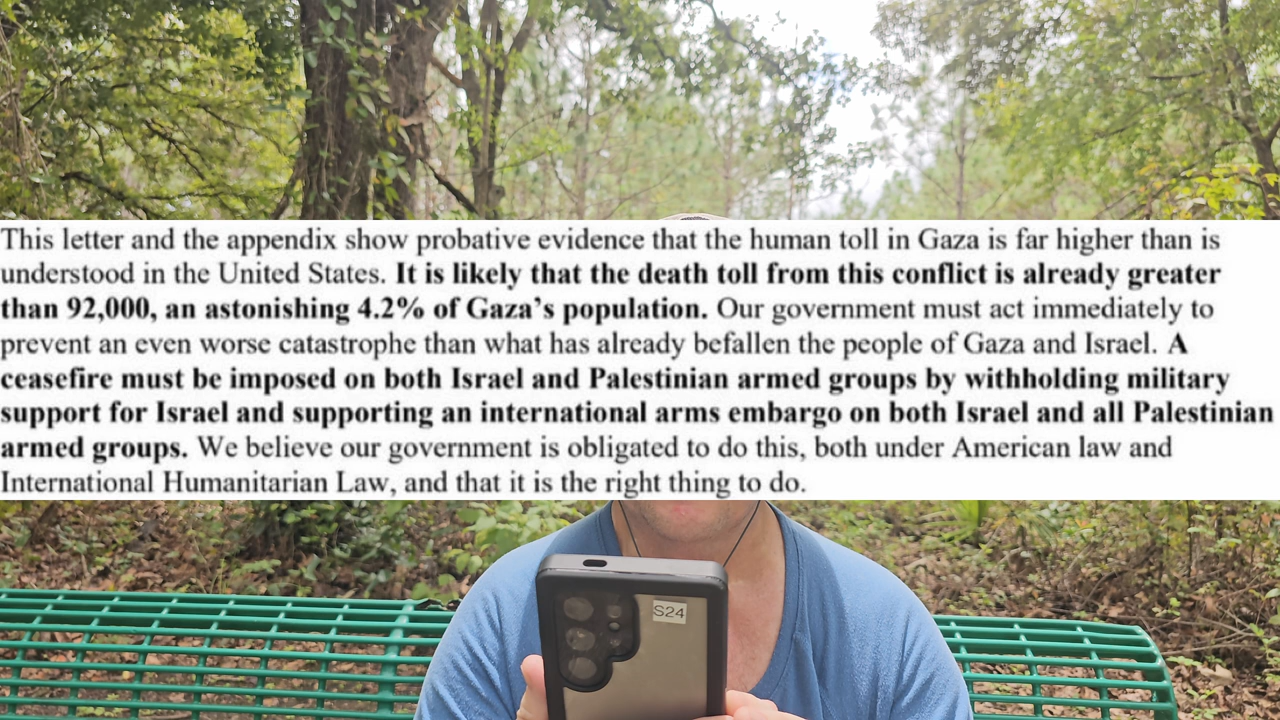 This letter and the appendix show probative evidence that the human toll in Gaza is far higher than is
understood in the United States. It is likely that the death toll from this conflict is already greater
than 92,000, an astonishing 4.2% of Gaza’s population. Our government must act immediately to
prevent an even worse catastrophe than what has already befallen the people of Gaza and Israel. A
ceasefire must be imposed on both Israel and Palestinian armed groups by withholding military
support for Israel and supporting an international arms embargo on both Israel and all Palestinian
armed groups. We believe our government is obligated to do this, both under American law and
International Humanitarian Law, and that it is the right thing to do.
S24